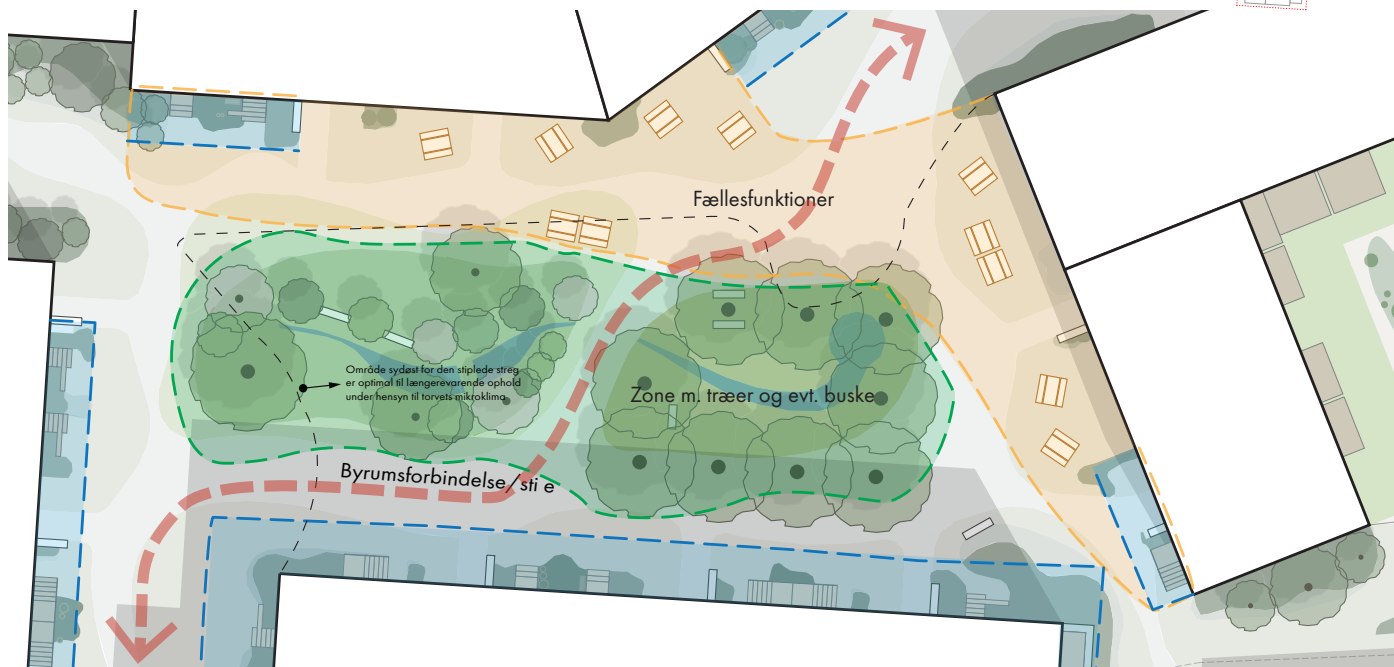 Fællesfunktioner
Område sydøst for den stiplede streg
er optimal til længerevarende ophold
under hensyn til torvets mikroklima
Zone m. træer og evt. buske
Byrumsforbindelse/sti e